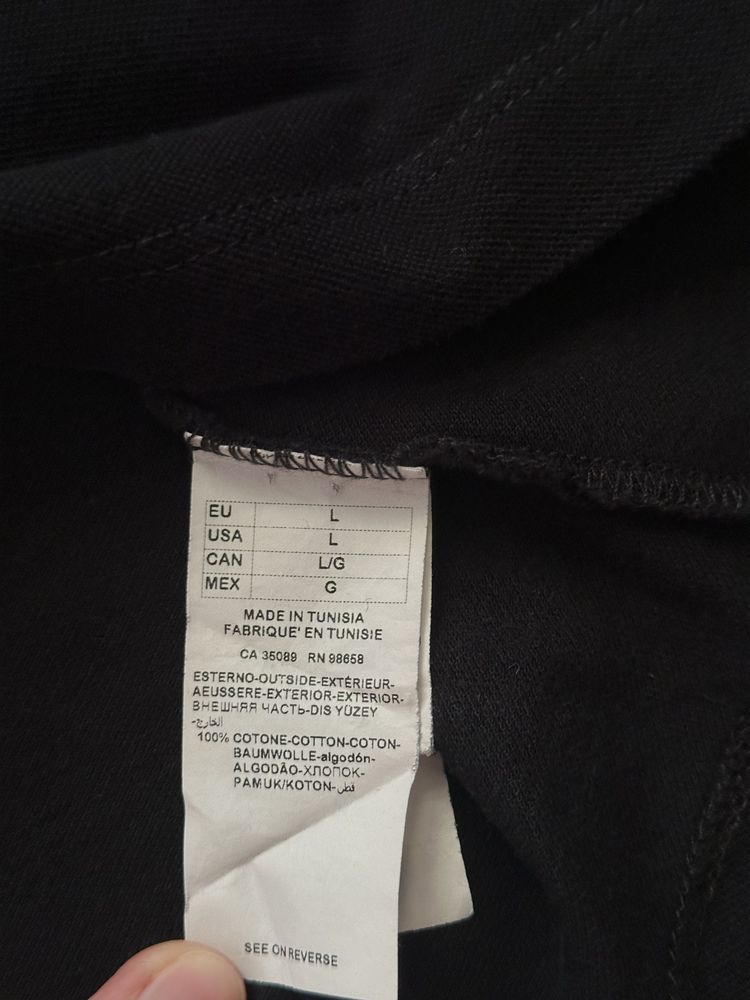 EU L
USA L
CAN L/G
MEX G
MADE IN TUNISIA
FABRIQUE' EN TUNISIE
CA 35089 RN 98658
ESTERNO-OUTSIDE-EXTÉRIEUR-
AEUSSERE-EXTERIOR-EXTERIOR-
ВНЕШНЯЯ ЧАСТЬ-DIS YÜZEY
-الخارج
100% COTONE-COTTON-COTON-
BAUMWOLLE-algodón-
ALGODÃO-ХЛОПОК-
PAMUK/KOTON-قطن
SEE ON REVERSE